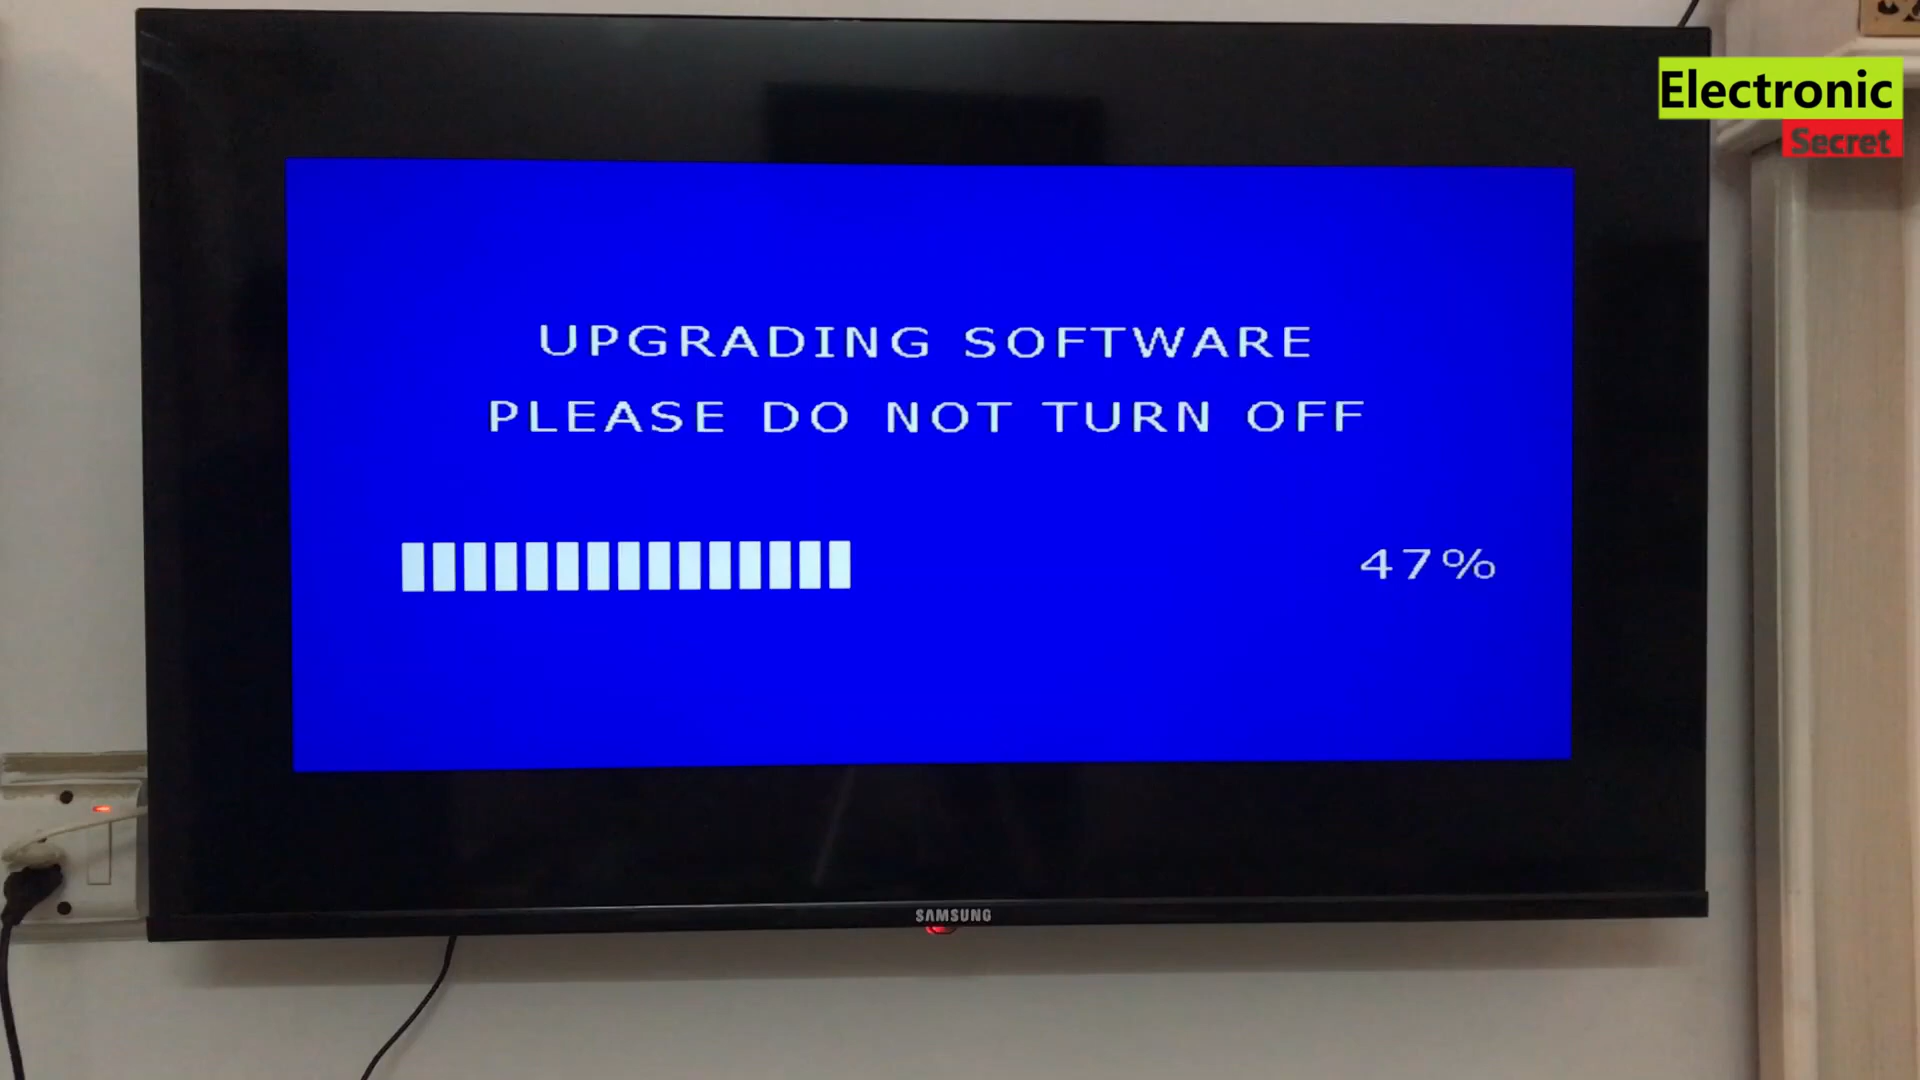 Electronic
Secret
UPGRADING SOFTWARE
PLEASE DO NOT TURN OFF
47%
SAMSUNG